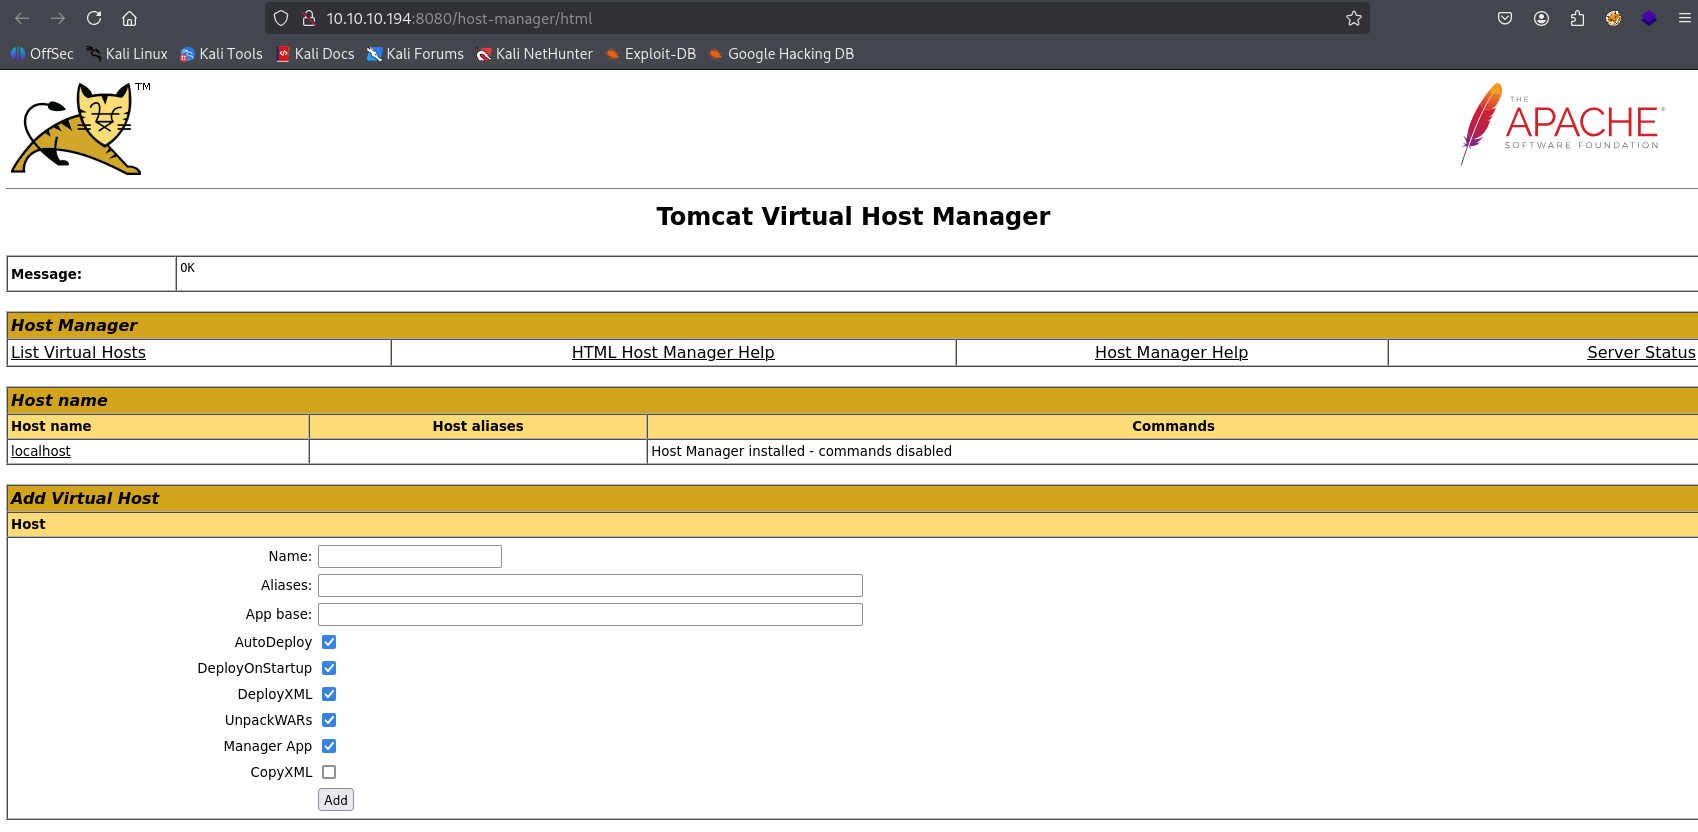 10.10.10.194:8080/host-manager/html
OffSec Kali Linux Kali Tools Kali Docs Kali Forums Kali NetHunter Exploit-DB Google Hacking DB
TM
THE
APACHE®
SOFTWARE FOUNDATION
Tomcat Virtual Host Manager
Message: OK
Host Manager
List Virtual Hosts HTML Host Manager Help Host Manager Help Server Status
Host name
Host name Host aliases Commands
localhost Host Manager installed - commands disabled
Add Virtual Host
Host
Name:
Aliases:
App base:
AutoDeploy
DeployOnStartup
DeployXML
UnpackWARs
Manager App
CopyXML
Add